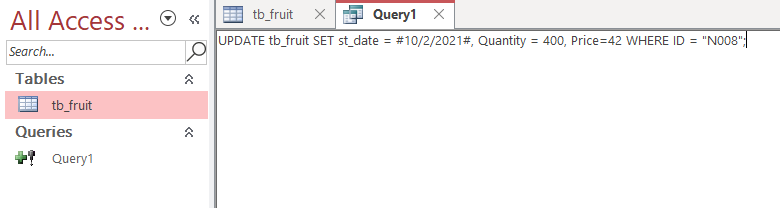 All Access ...
Search...
Tables
tb_fruit
Queries
Query1
tb_fruit
Query1
UPDATE tb_fruit SET st_date = #10/2/2021#, Quantity = 400, Price=42 WHERE ID = "N008";